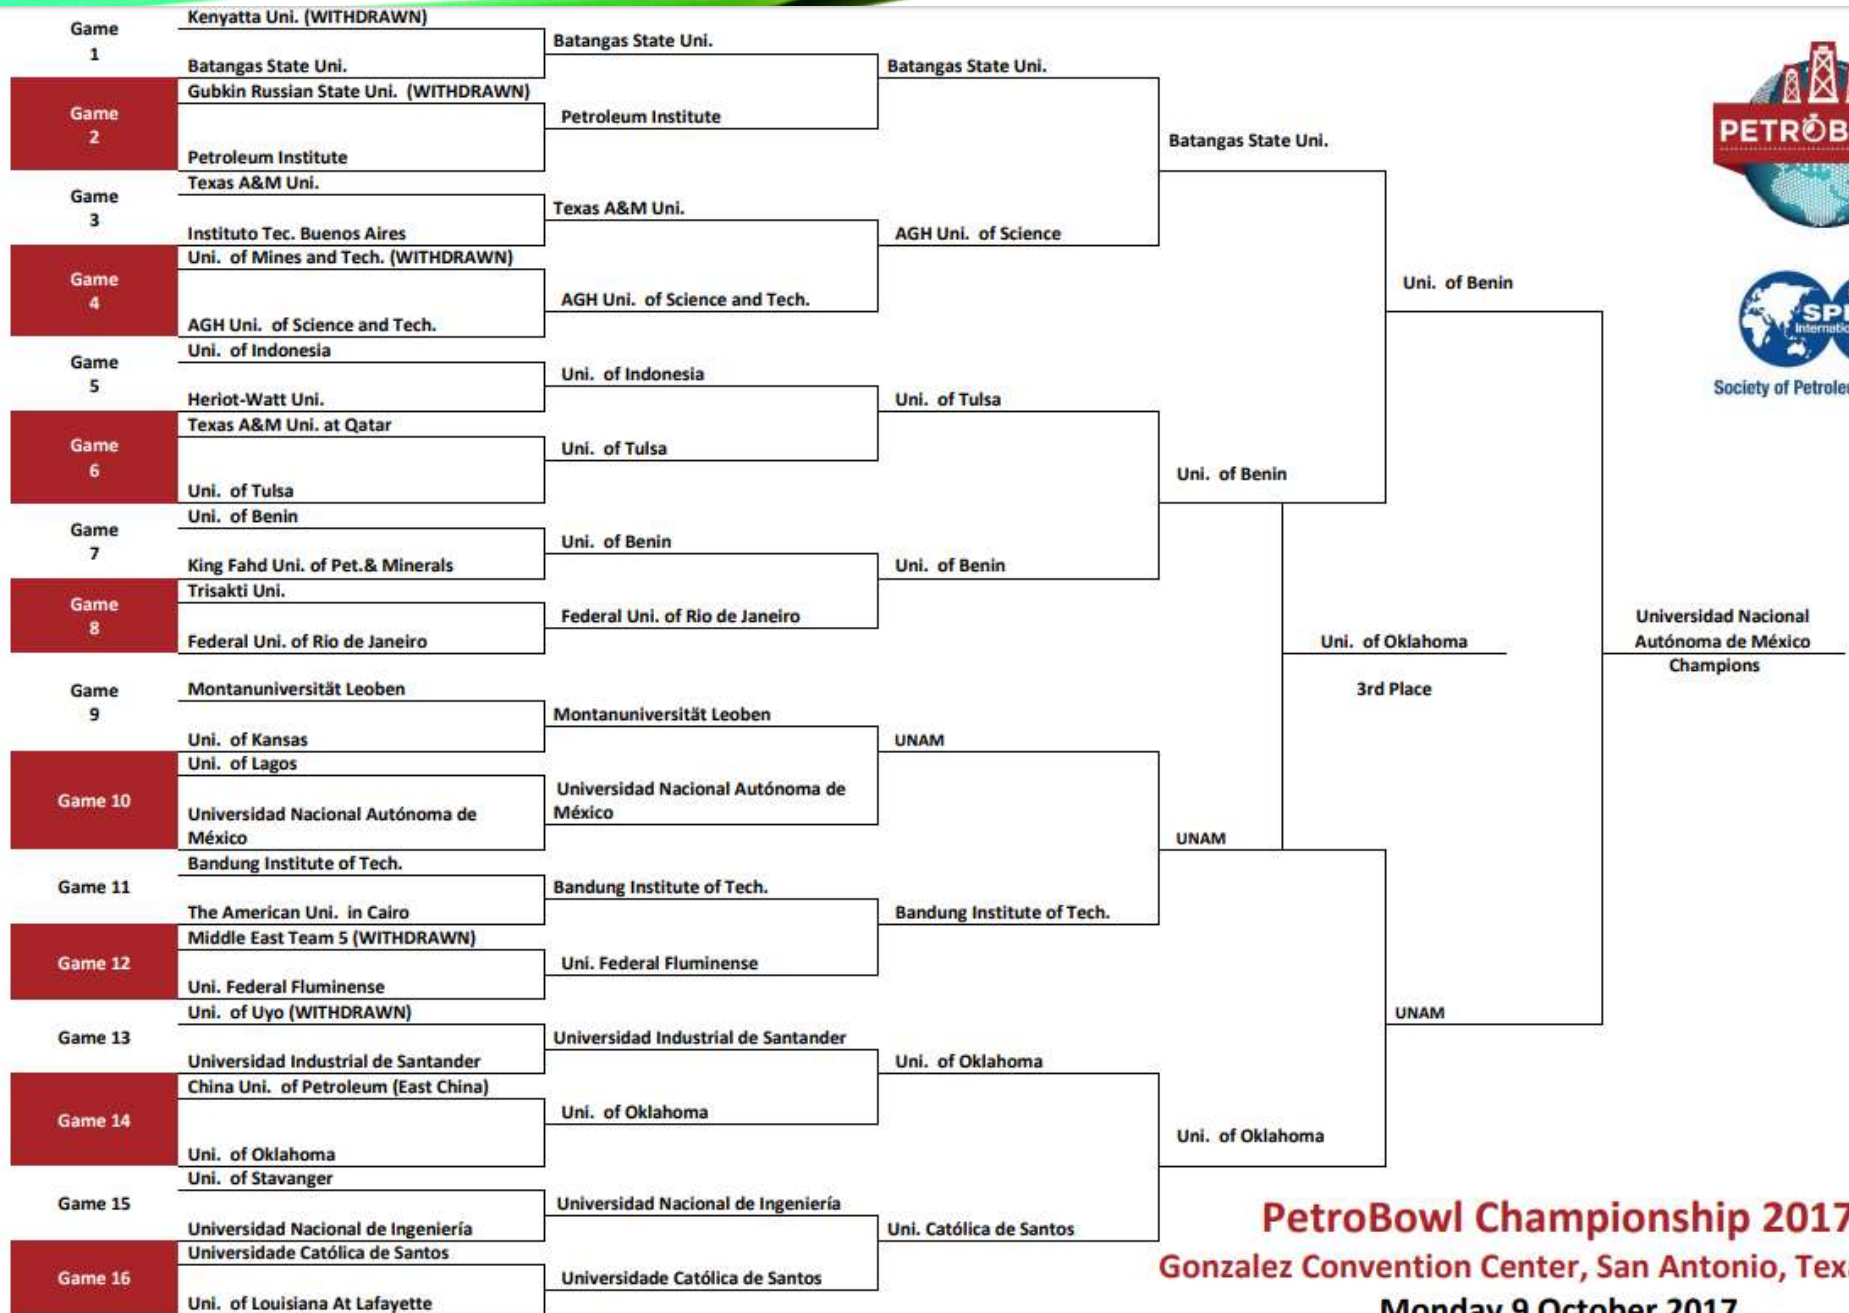 Game
1
Kenyatta Uni. (WITHDRAWN)
Batangas State Uni.
Game
2
Gubkin Russian State Uni. (WITHDRAWN)
Petroleum Institute
Game
3
Texas A&M Uni.
Instituto Tec. Buenos Aires
Game
4
Uni. of Mines and Tech. (WITHDRAWN)
AGH Uni. of Science and Tech.
Game
5
Uni. of Indonesia
Heriot-Watt Uni.
Game
6
Texas A&M Uni. at Qatar
Uni. of Tulsa
Game
7
Uni. of Benin
King Fahd Uni. of Pet.& Minerals
Game
8
Trisakti Uni.
Federal Uni. of Rio de Janeiro
Game
9
Montanuniversität Leoben
Uni. of Kansas
Game 10
Uni. of Lagos
Universidad Nacional Autónoma de
México
Game 11
Bandung Institute of Tech.
The American Uni. in Cairo
Game 12
Middle East Team 5 (WITHDRAWN)
Uni. Federal Fluminense
Game 13
Uni. of Uyo (WITHDRAWN)
Universidad Industrial de Santander
Game 14
China Uni. of Petroleum (East China)
Uni. of Oklahoma
Game 15
Uni. of Stavanger
Universidad Nacional de Ingeniería
Game 16
Universidade Católica de Santos
Uni. of Louisiana At Lafayette
Batangas State Uni.
Petroleum Institute
Texas A&M Uni.
AGH Uni. of Science and Tech.
Uni. of Indonesia
Uni. of Tulsa
Uni. of Benin
Federal Uni. of Rio de Janeiro
Montanuniversität Leoben
Universidad Nacional Autónoma de
México
Bandung Institute of Tech.
Uni. Federal Fluminense
Universidad Industrial de Santander
Uni. of Oklahoma
Universidad Nacional de Ingeniería
Universidade Católica de Santos
Batangas State Uni.
AGH Uni. of Science
Uni. of Tulsa
Uni. of Benin
UNAM
Bandung Institute of Tech.
Uni. of Oklahoma
Uni. Católica de Santos
Batangas State Uni.
Uni. of Benin
UNAM
Uni. of Oklahoma
Uni. of Benin
UNAM
Uni. of Oklahoma
3rd Place
Universidad Nacional
Autónoma de México
Champions
PETROB
SP
Internatio
Society of Petrole
PetroBowl Championship 2017
Gonzalez Convention Center, San Antonio, Tex
Monday 9 October 2017